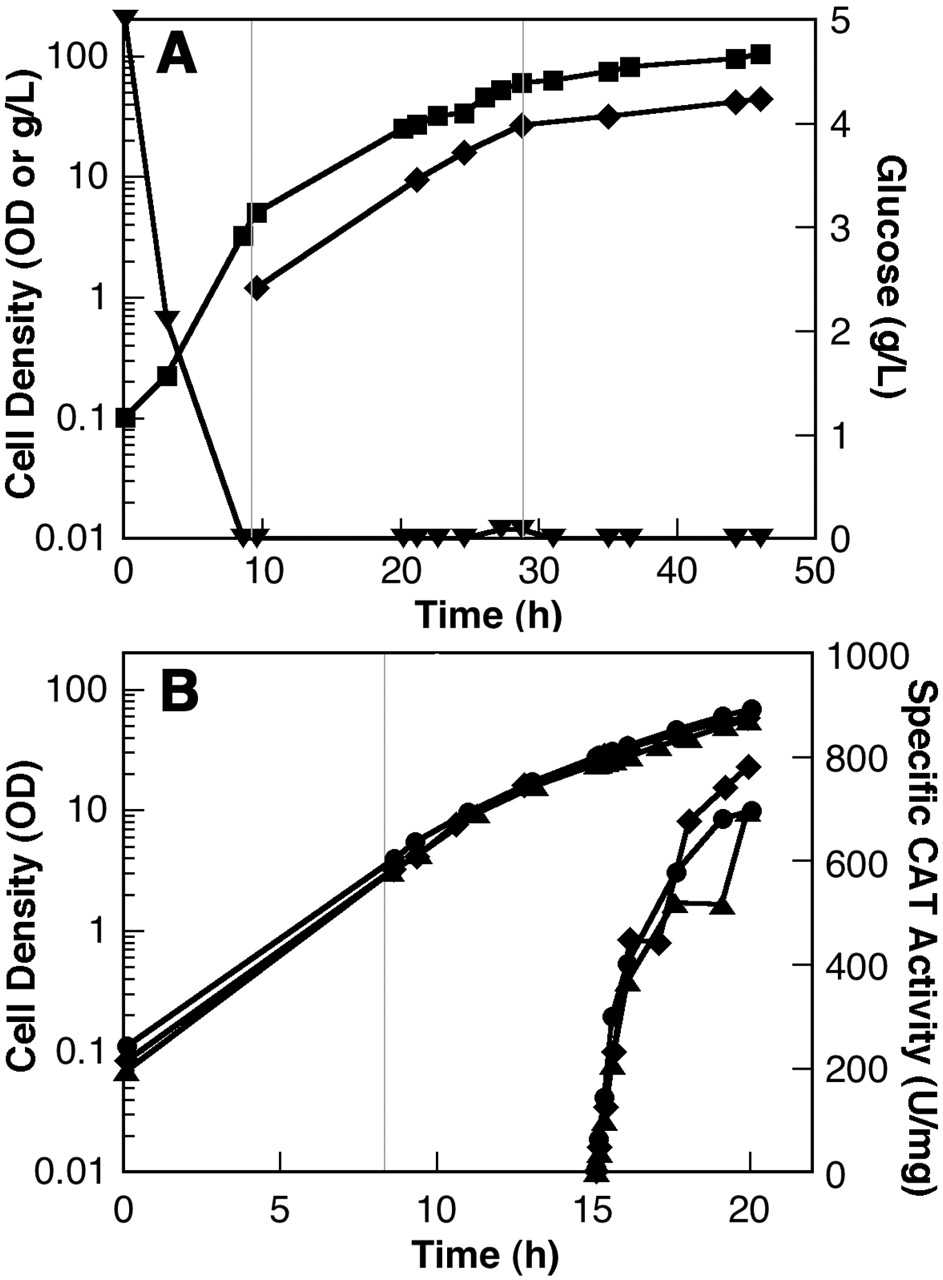 A
Cell Density (OD or g/L)
100
10
1
0.1
0.01
5
4
3
2
1
0
Glucose (g/L)
0 10 20 30 40 50
Time (h)
B
Cell Density (OD)
100
10
1
0.1
0.01
1000
800
600
400
200
0
Specific CAT Activity (U/mg)
0 5 10 15 20
Time (h)